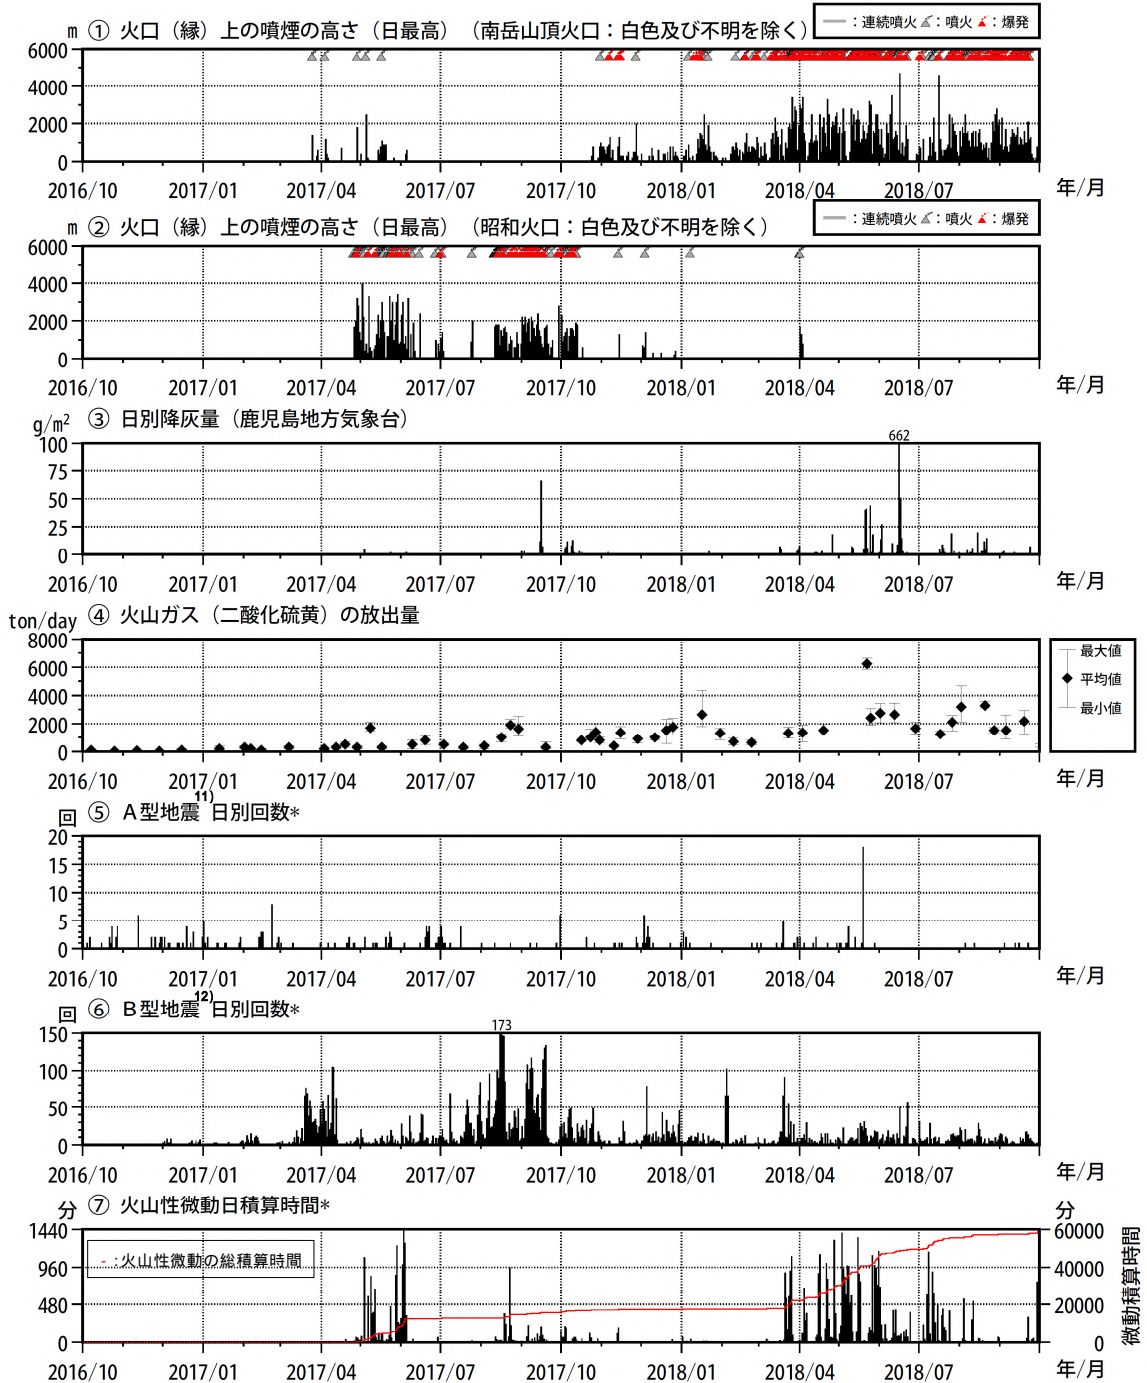 m ① 火口（縁）上の噴煙の高さ（日最高）（南岳山頂火口：白色及び不明を除く）
：連続噴火 ：噴火 ：爆発
6000
4000
2000
0
2016/10 2017/01 2017/04 2017/07 2017/10 2018/01 2018/04 2018/07 年/月
m ② 火口（縁）上の噴煙の高さ（日最高）（昭和火口：白色及び不明を除く）
：連続噴火 ：噴火 ：爆発
6000
4000
2000
0
2016/10 2017/01 2017/04 2017/07 2017/10 2018/01 2018/04 2018/07 年/月
g/m² ③ 日別降灰量（鹿児島地方気象台）
662
100
75
50
25
0
2016/10 2017/01 2017/04 2017/07 2017/10 2018/01 2018/04 2018/07 年/月
ton/day ④ 火山ガス（二酸化硫黄）の放出量
8000
6000
4000
2000
0
最大値
平均値
最小値
2016/10 2017/01 2017/04 2017/07 2017/10 2018/01 2018/04 2018/07 年/月
回 ⑤ A型地震11) 日別回数*
20
15
10
5
0
2016/10 2017/01 2017/04 2017/07 2017/10 2018/01 2018/04 2018/07 年/月
回 ⑥ B型地震12) 日別回数*
173
150
100
50
0
2016/10 2017/01 2017/04 2017/07 2017/10 2018/01 2018/04 2018/07 年/月
分 ⑦ 火山性微動日積算時間* 分
1440 60000
-:火山性微動の総積算時間
960 40000
480 20000
0 0
微動積算時間
2016/10 2017/01 2017/04 2017/07 2017/10 2018/01 2018/04 2018/07 年/月